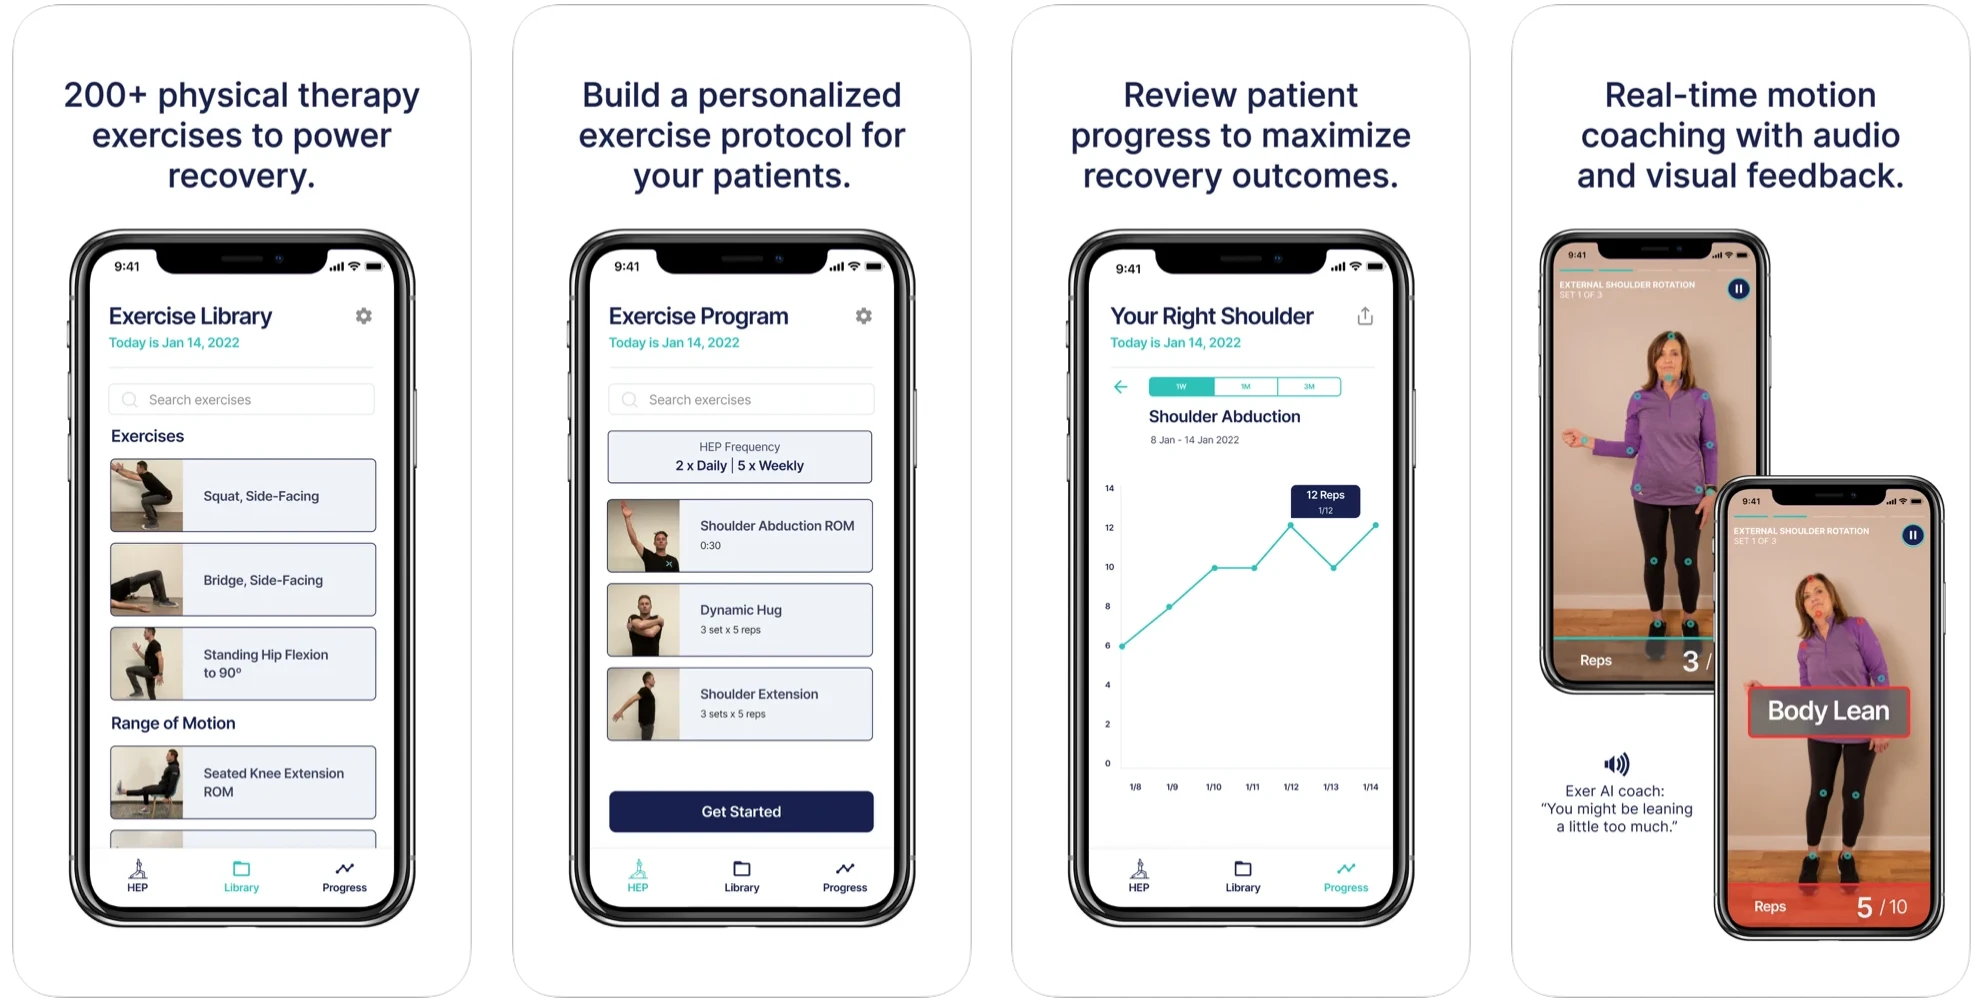 200+ physical therapy
exercises to power
recovery.
9:41
Exercise Library
Today is Jan 14, 2022
Search exercises
Exercises
Squat, Side-Facing
Bridge, Side-Facing
Standing Hip Flexion
to 90º
Range of Motion
Seated Knee Extension
ROM
HEP
Library
Progress
Build a personalized
exercise protocol for
your patients.
9:41
Exercise Program
Today is Jan 14, 2022
Search exercises
HEP Frequency
2 x Daily | 5 x Weekly
Shoulder Abduction ROM
0:30
Dynamic Hug
3 set x 5 reps
Shoulder Extension
3 sets x 5 reps
Get Started
HEP
Library
Progress
Review patient
progress to maximize
recovery outcomes.
9:41
Your Right Shoulder
Today is Jan 14, 2022
1W
1M
3M
Shoulder Abduction
8 Jan - 14 Jan 2022
14
12 Reps
1/12
12
10
8
6
4
2
0
1/8
1/9
1/10
1/11
1/12
1/13
1/14
HEP
Library
Progress
Real-time motion
coaching with audio
and visual feedback.
9:41
EXTERNAL SHOULDER ROTATION
SET 1 OF 3
Reps
3 /
9:41
EXTERNAL SHOULDER ROTATION
SET 1 OF 3
Body Lean
Reps
5 / 10
Exer AI coach:
“You might be leaning
a little too much.”